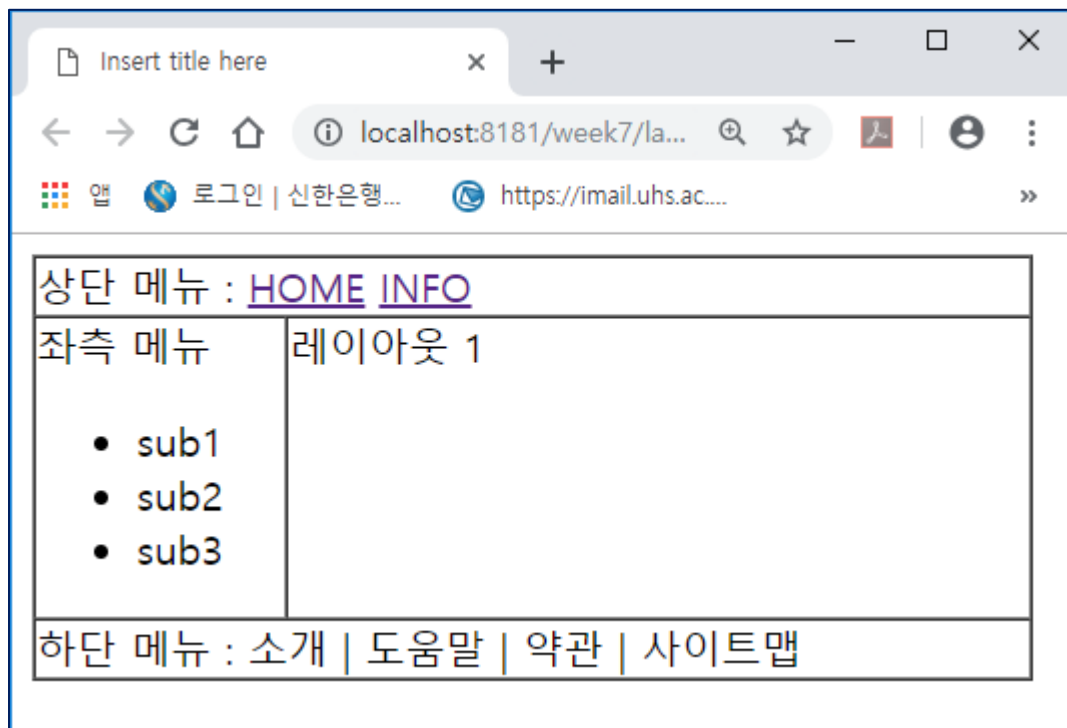 Insert title here
localhost:8181/week7/la...
앱 로그인 | 신한은행... https://imail.uhs.ac....
상단 메뉴 : HOME INFO
좌측 메뉴 레이아웃 1
• sub1
• sub2
• sub3
하단 메뉴 : 소개 | 도움말 | 약관 | 사이트맵